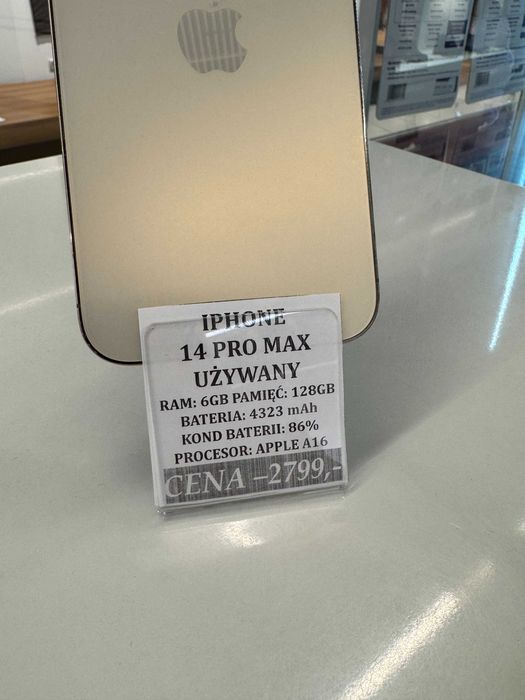 IPHONE
14 PRO MAX
UŻYWANY
RAM: 6GB PAMIĘĆ: 128GB
BATERIA: 4323 mAh
KOND BATERII: 86%
PROCESOR: APPLE A16
CENA –2799,-